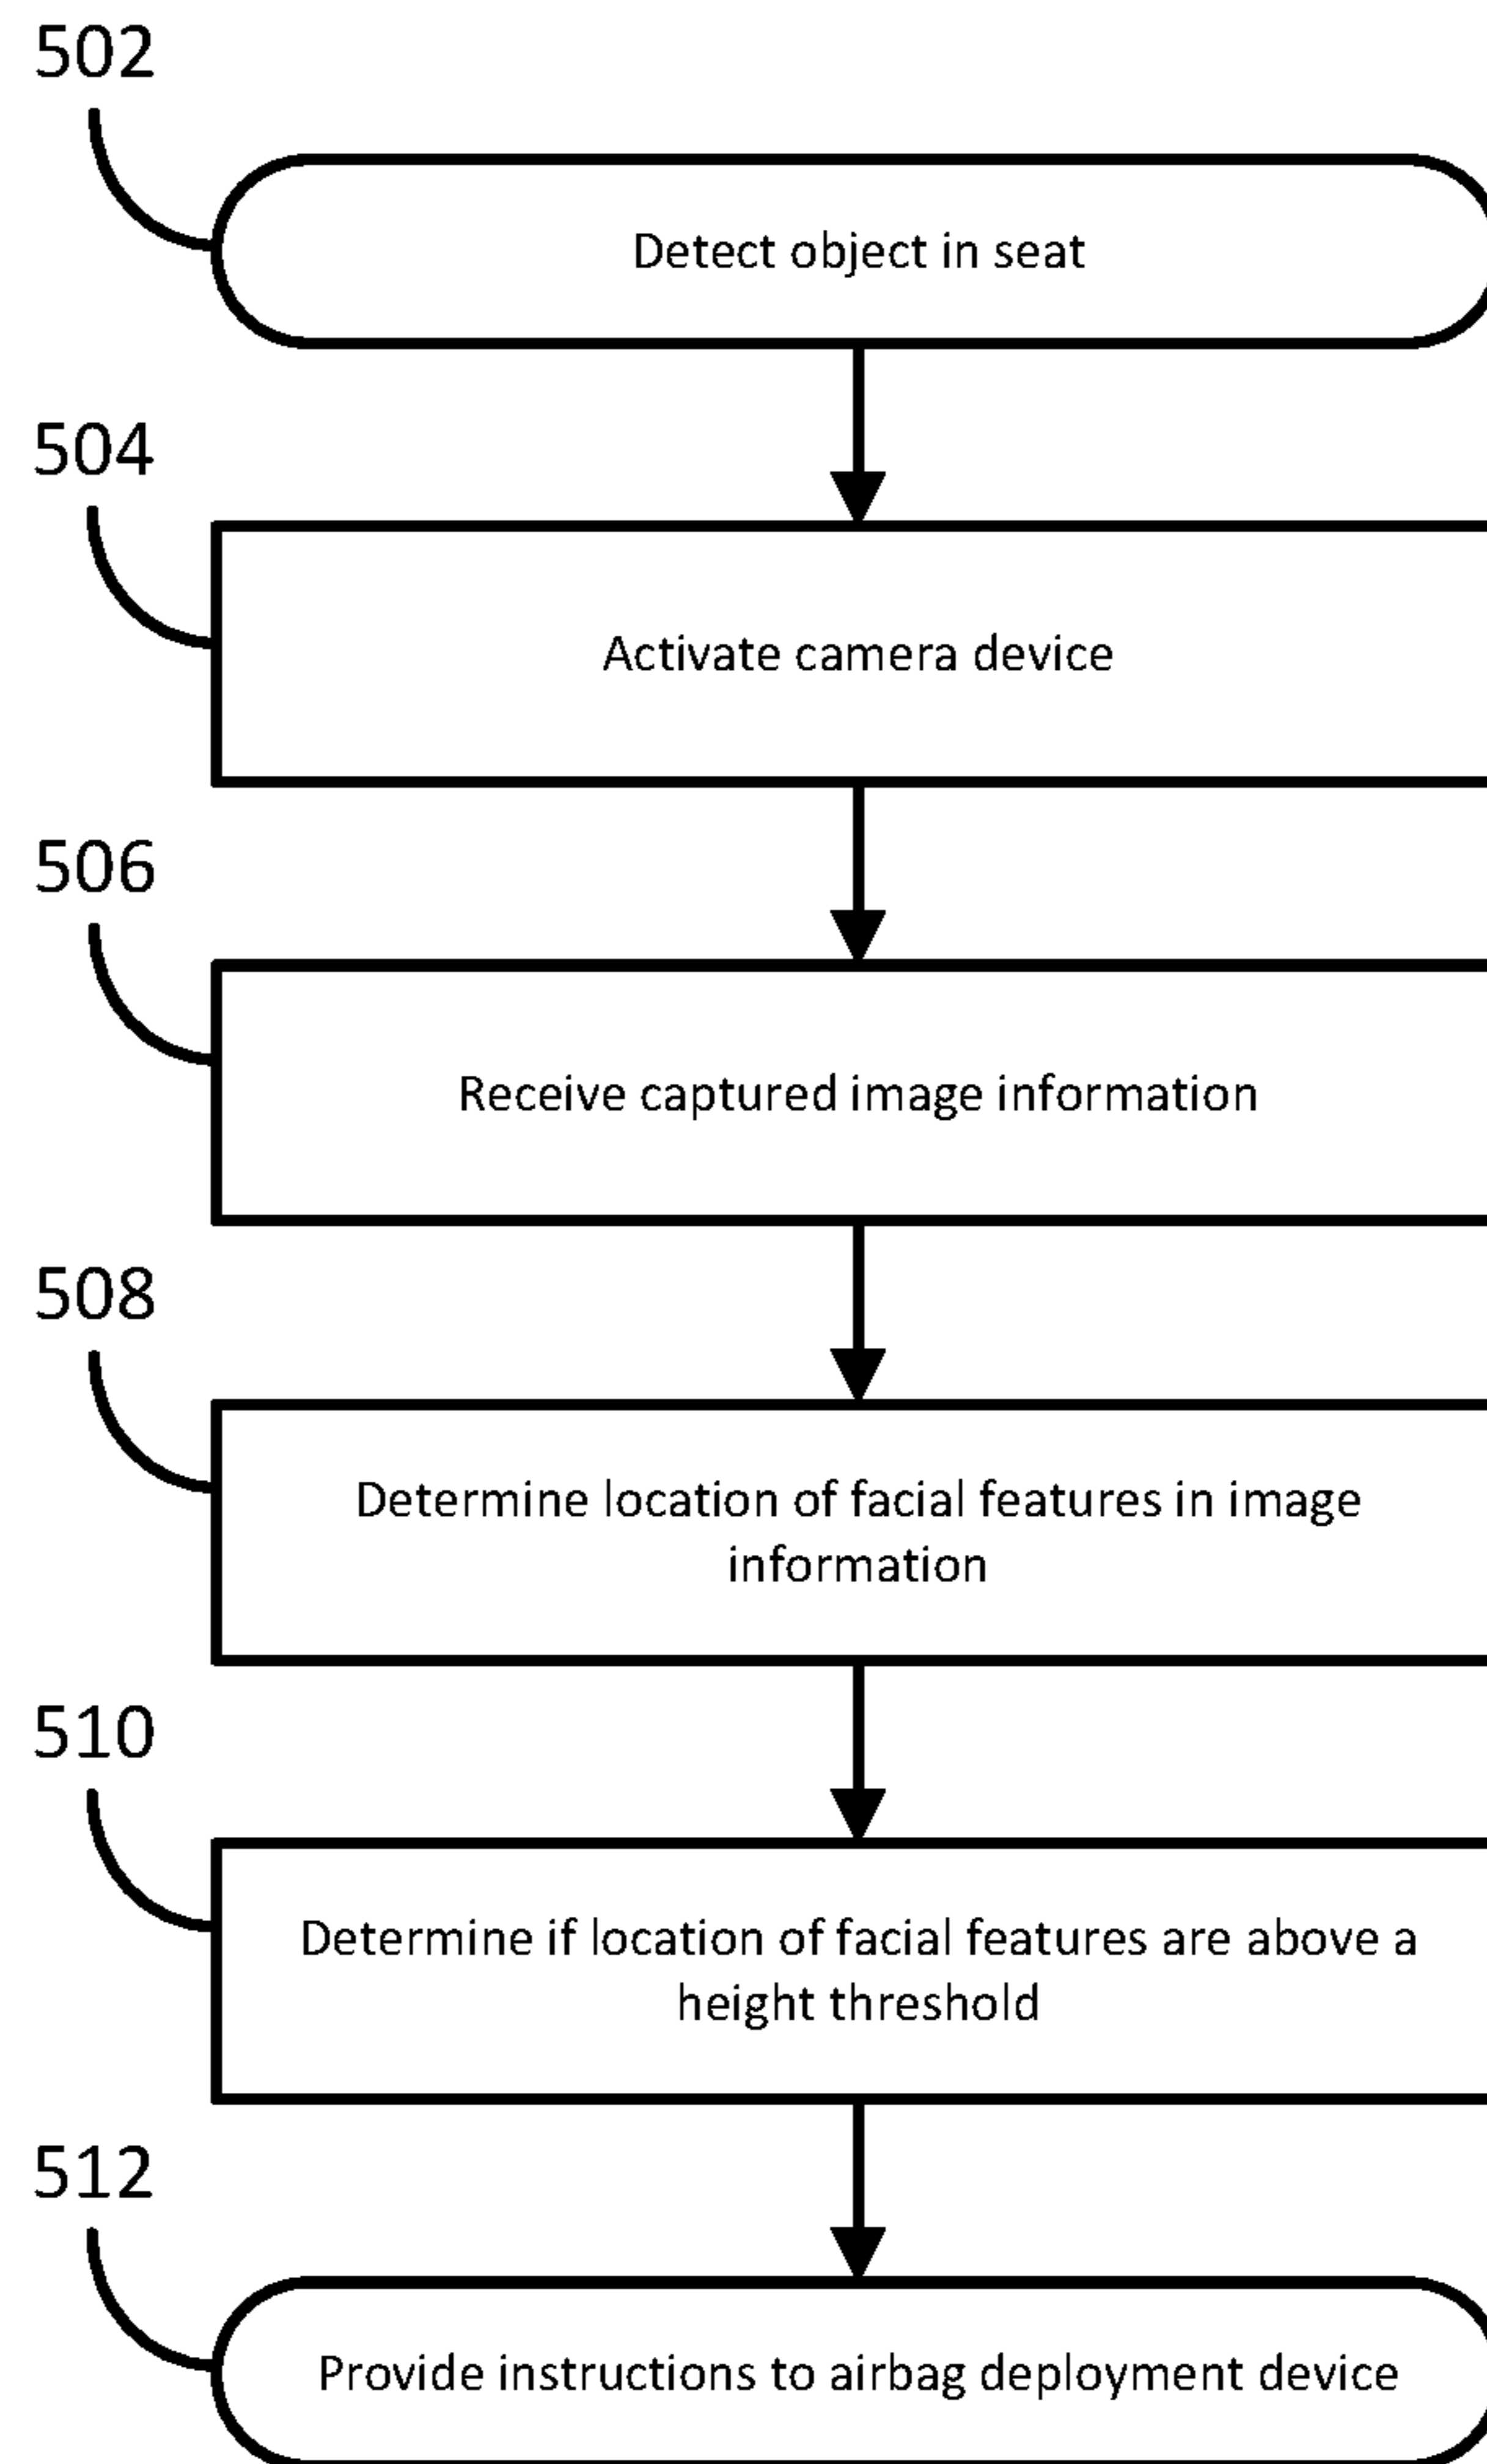 502
Detect object in seat
504
Activate camera device
506
Receive captured image information
508
Determine location of facial features in image
information
510
Determine if location of facial features are above a
height threshold
512
Provide instructions to airbag deployment device